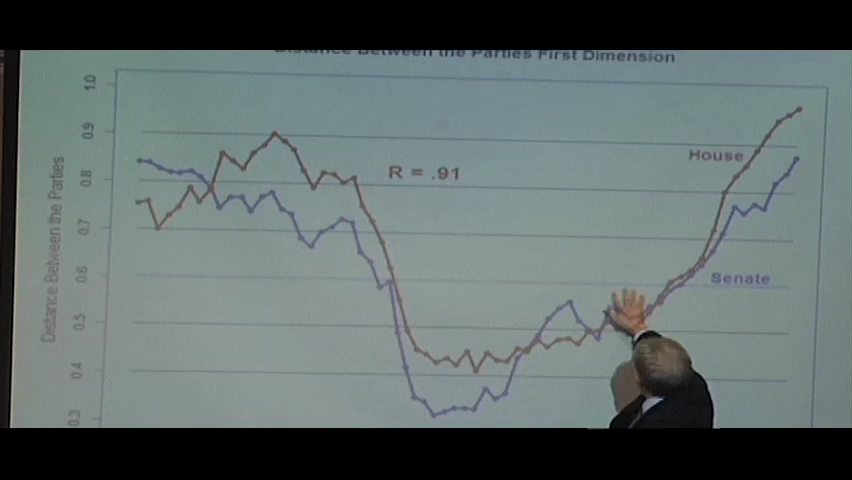 Distance Between the Parties First Dimension
1.0
0.9
0.8
0.7
0.6
0.5
0.4
0.3
Distance Between the Parties
R = .91
House
Senate